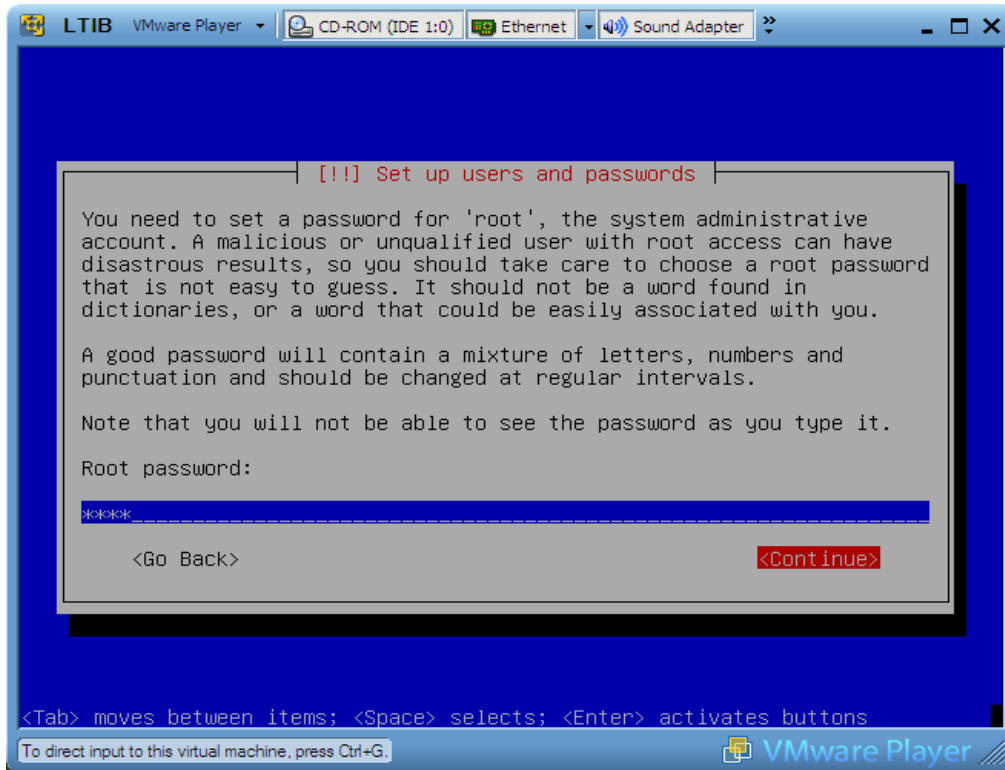 LTIB VMware Player CD-ROM (IDE 1:0) Ethernet Sound Adapter
[!!] Set up users and passwords
You need to set a password for 'root', the system administrative
account. A malicious or unqualified user with root access can have
disastrous results, so you should take care to choose a root password
that is not easy to guess. It should not be a word found in
dictionaries, or a word that could be easily associated with you.
A good password will contain a mixture of letters, numbers and
punctuation and should be changed at regular intervals.
Note that you will not be able to see the password as you type it.
Root password:
****__________________________________________________________________
<Go Back> <Continue>
<Tab> moves between items; <Space> selects; <Enter> activates buttons
To direct input to this virtual machine, press Ctrl+G. VMware Player